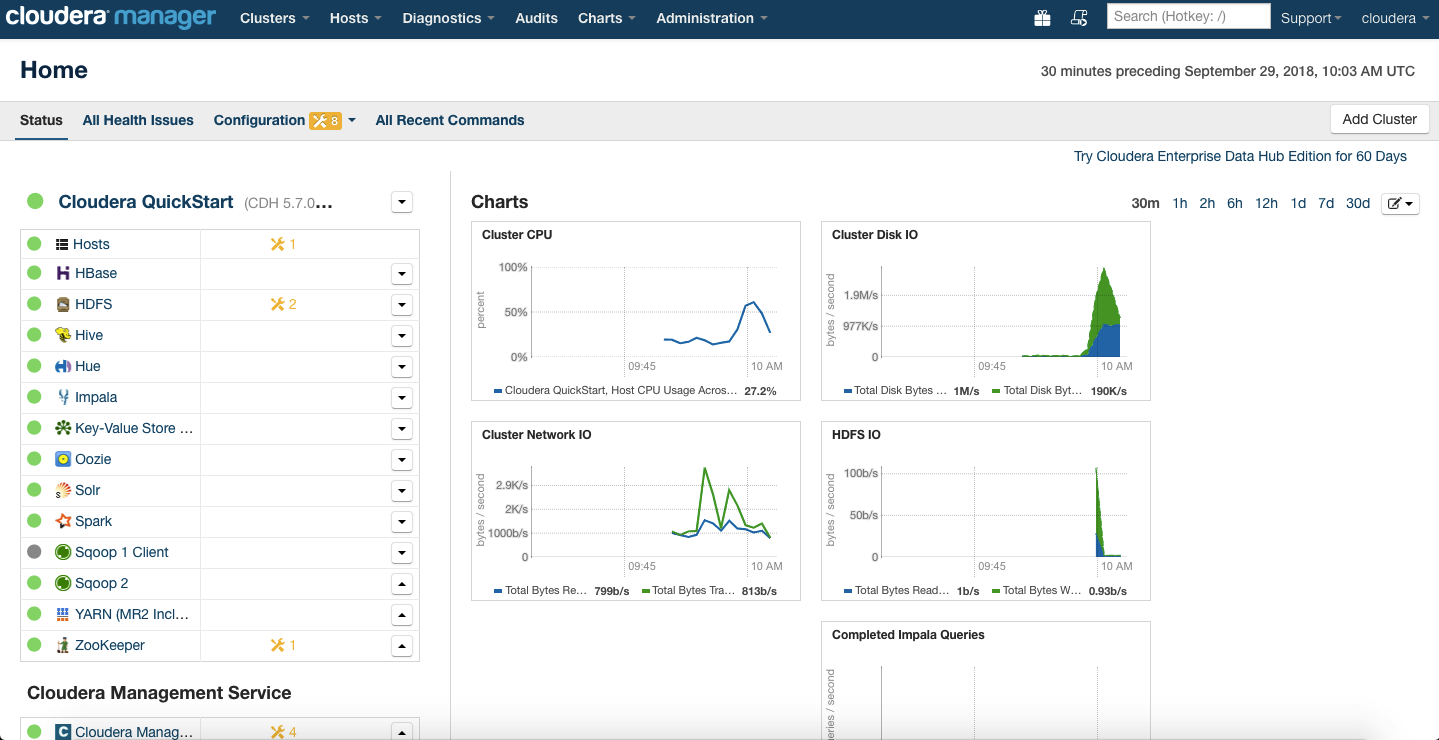 cloudera manager Clusters Hosts Diagnostics Audits Charts Administration Search (Hotkey: /) Support cloudera
Home
30 minutes preceding September 29, 2018, 10:03 AM UTC
Status All Health Issues Configuration 8 All Recent Commands Add Cluster
Try Cloudera Enterprise Data Hub Edition for 60 Days
Cloudera QuickStart (CDH 5.7.0...
Hosts 1
HBase
HDFS 2
Hive
Hue
Impala
Key-Value Store ...
Oozie
Solr
S
Spark
Sqoop 1 Client
Sqoop 2
YARN (MR2 Incl...
ZooKeeper 1
Cloudera Management Service
C Cloudera Manag... 4
Charts
30m 1h 2h 6h 12h 1d 7d 30d
Cluster CPU
percent
100%
50%
0%
09:45 10 AM
Cloudera QuickStart, Host CPU Usage Acros... 27.2%
Cluster Disk IO
bytes / second
1.9M/s
977K/s
0
09:45 10 AM
Total Disk Bytes ... 1M/s Total Disk Byt... 190K/s
Cluster Network IO
bytes / second
2.9K/s
2K/s
1000b/s
0
09:45 10 AM
Total Bytes Re... 799b/s Total Bytes Tra... 813b/s
HDFS IO
bytes / second
100b/s
50b/s
0
09:45 10 AM
Total Bytes Read... 1b/s Total Bytes W... 0.93b/s
Completed Impala Queries
/ second